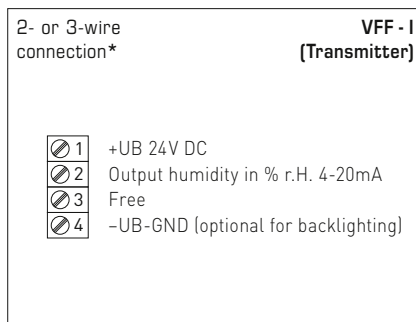 2- or 3-wire
connection*
VFF - I
(Transmitter)
1 +UB 24V DC
2 Output humidity in % r.H. 4-20mA
3 Free
4 –UB-GND (optional for backlighting)